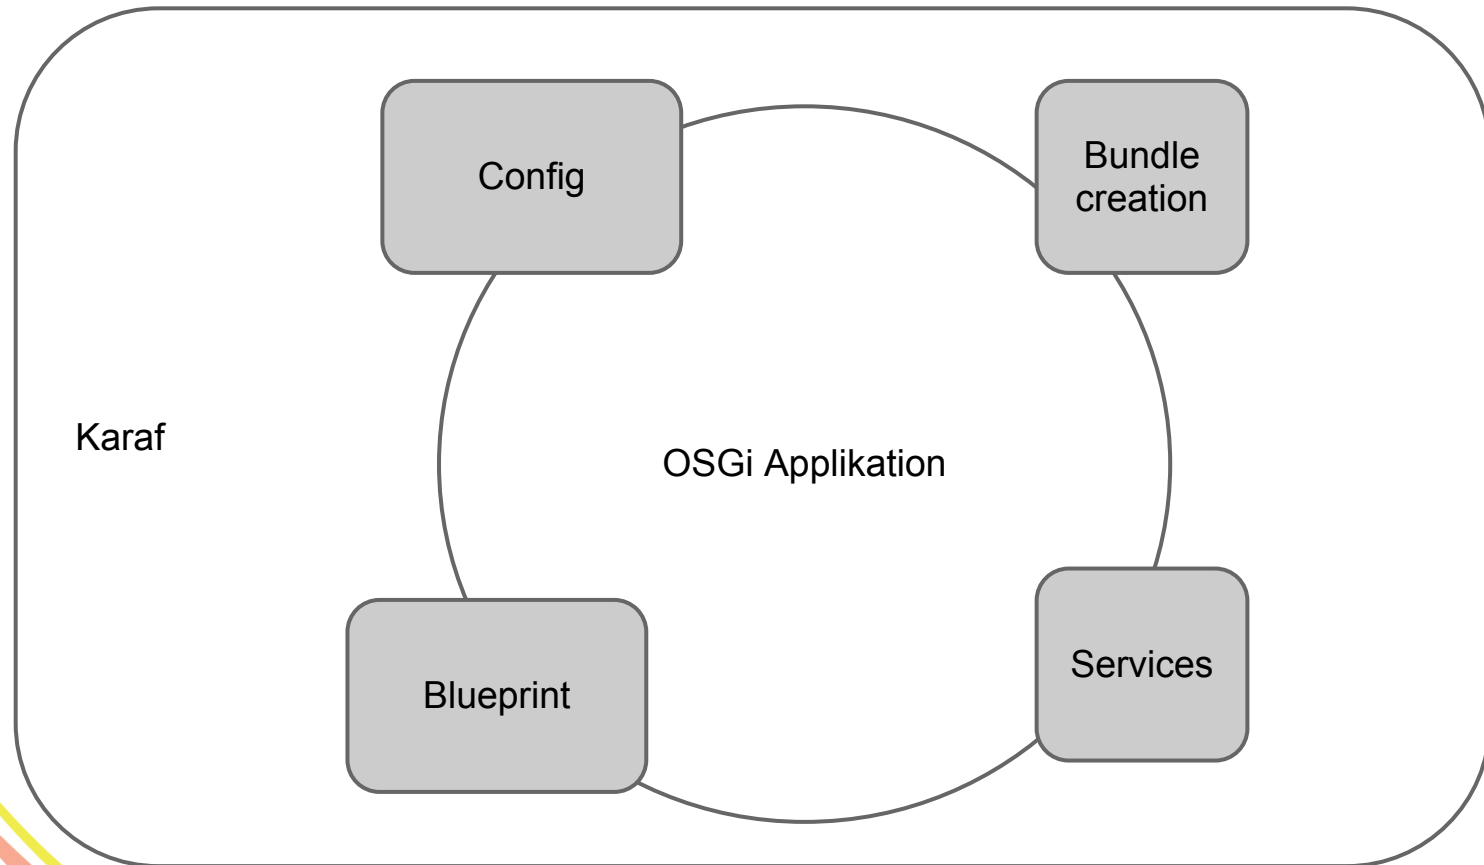 Config
Bundle
creation
Karaf
OSGi Applikation
Blueprint
Services